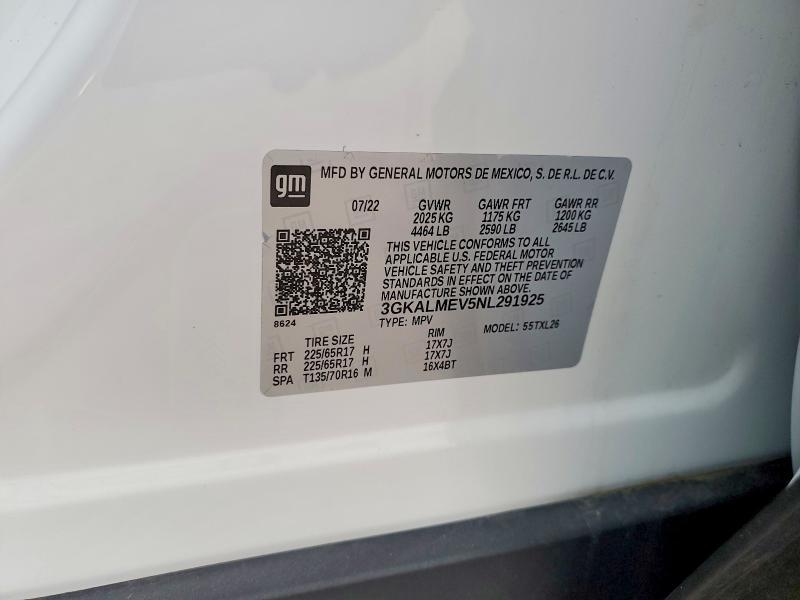 gm
MFD BY GENERAL MOTORS DE MEXICO, S. DE R.L. DE C.V.
07/22 GVWR GAWR FRT GAWR RR
2025 KG 1175 KG 1200 KG
4464 LB 2590 LB 2645 LB
THIS VEHICLE CONFORMS TO ALL
APPLICABLE U.S. FEDERAL MOTOR
VEHICLE SAFETY AND THEFT PREVENTION
STANDARDS IN EFFECT ON THE DATE OF
MANUFACTURE SHOWN ABOVE.
3GKALMEV5NL291925
8624
TYPE: MPV MODEL: 55TXL26
TIRE SIZE RIM
FRT 225/65R17 H 17X7J
RR 225/65R17 H 17X7J
SPA T135/70R16 M 16X4BT